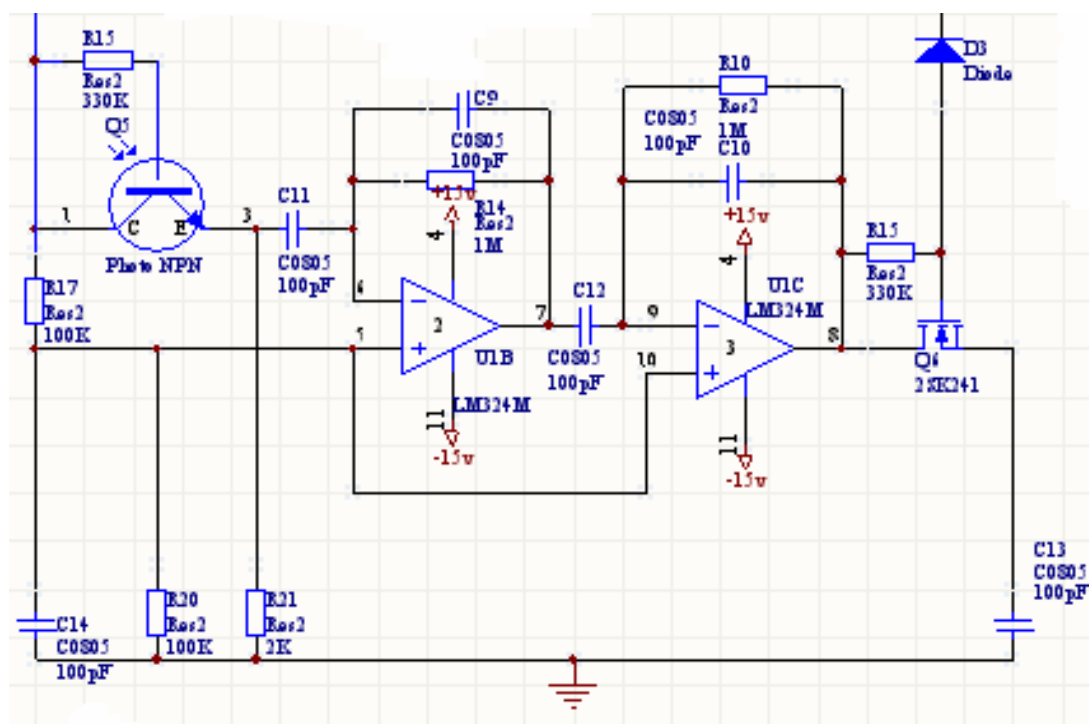 R15
Res2
330K
Q5
1
C
E
3
Photo NPN
R17
Res2
100K
C14
C0805
100pF
R20
Res2
100K
R21
Res2
2K
C11
C0805
100pF
C9
C0805
100pF
+15v
R14
Res2
1M
4
6
5
2
7
U1B
LM324M
11
-15v
C12
C0805
100pF
R10
Res2
1M
C0805
100pF
C10
+15v
4
U1C
LM324M
9
10
3
8
11
-15v
R15
Res2
330K
D3
Diode
Q6
2SK241
C13
C0805
100pF